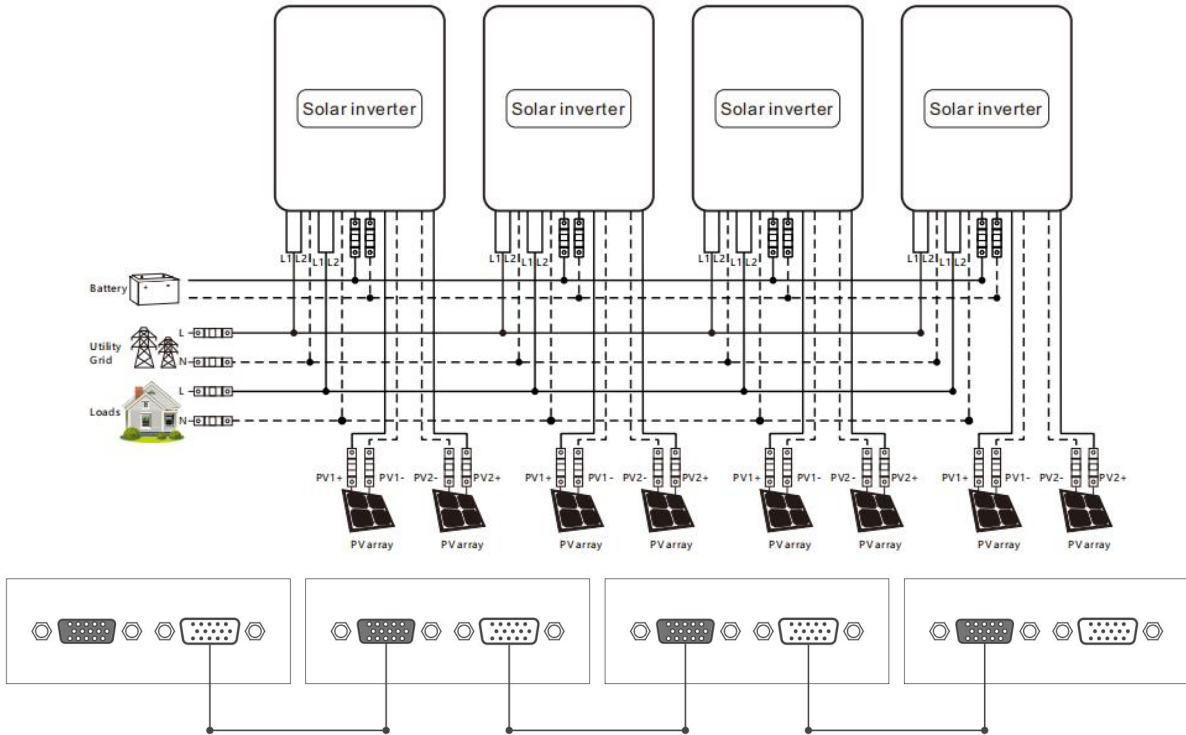 Solar inverter Solar inverter Solar inverter Solar inverter
L1 L2 L1 L2 L1 L2 L1 L2 L1 L2 L1 L2 L1 L2 L1 L2
Battery
L
Utility
Grid
N
L
Loads
N
PV1+ PV1- PV2- PV2+ PV1+ PV1- PV2- PV2+ PV1+ PV1- PV2- PV2+ PV1+ PV1- PV2- PV2+
PV array PV array PV array PV array PV array PV array PV array PV array